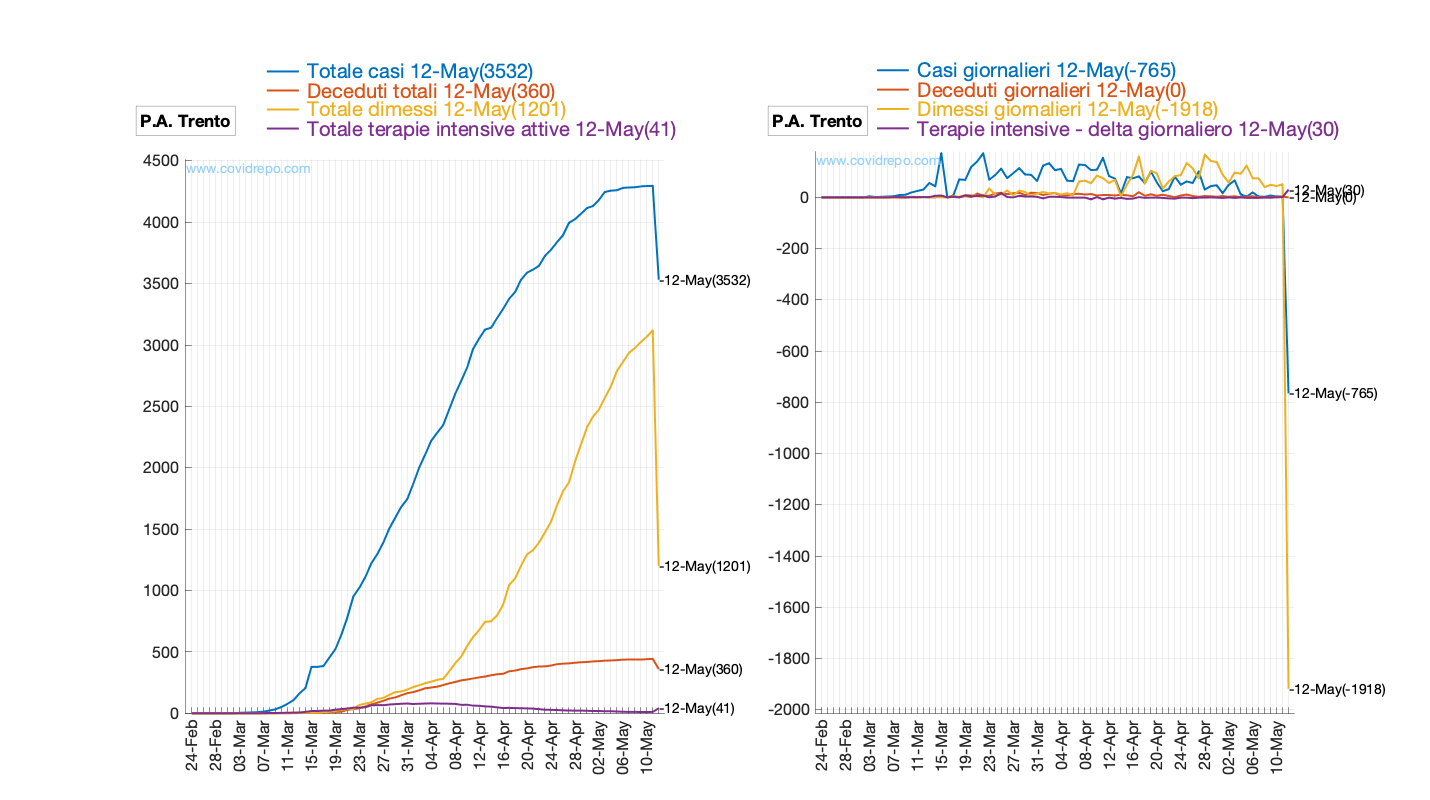 Totale casi 12-May(3532)
Deceduti totali 12-May(360)
Totale dimessi 12-May(1201)
Totale terapie intensive attive 12-May(41)
P.A. Trento
www.covidrepo.com
4500
4000
3500
3000
2500
2000
1500
1000
500
0
12-May(3532)
12-May(1201)
12-May(360)
12-May(41)
24-Feb
28-Feb
03-Mar
07-Mar
11-Mar
15-Mar
19-Mar
23-Mar
27-Mar
31-Mar
04-Apr
08-Apr
12-Apr
16-Apr
20-Apr
24-Apr
28-Apr
02-May
06-May
10-May
Casi giornalieri 12-May(-765)
Deceduti giornalieri 12-May(0)
Dimessi giornalieri 12-May(-1918)
Terapie intensive - delta giornaliero 12-May(30)
P.A. Trento
www.covidrepo.com
0
-200
-400
-600
-800
-1000
-1200
-1400
-1600
-1800
-2000
12-May(30)
12-May(0)
12-May(-765)
12-May(-1918)
24-Feb
28-Feb
03-Mar
07-Mar
11-Mar
15-Mar
19-Mar
23-Mar
27-Mar
31-Mar
04-Apr
08-Apr
12-Apr
16-Apr
20-Apr
24-Apr
28-Apr
02-May
06-May
10-May